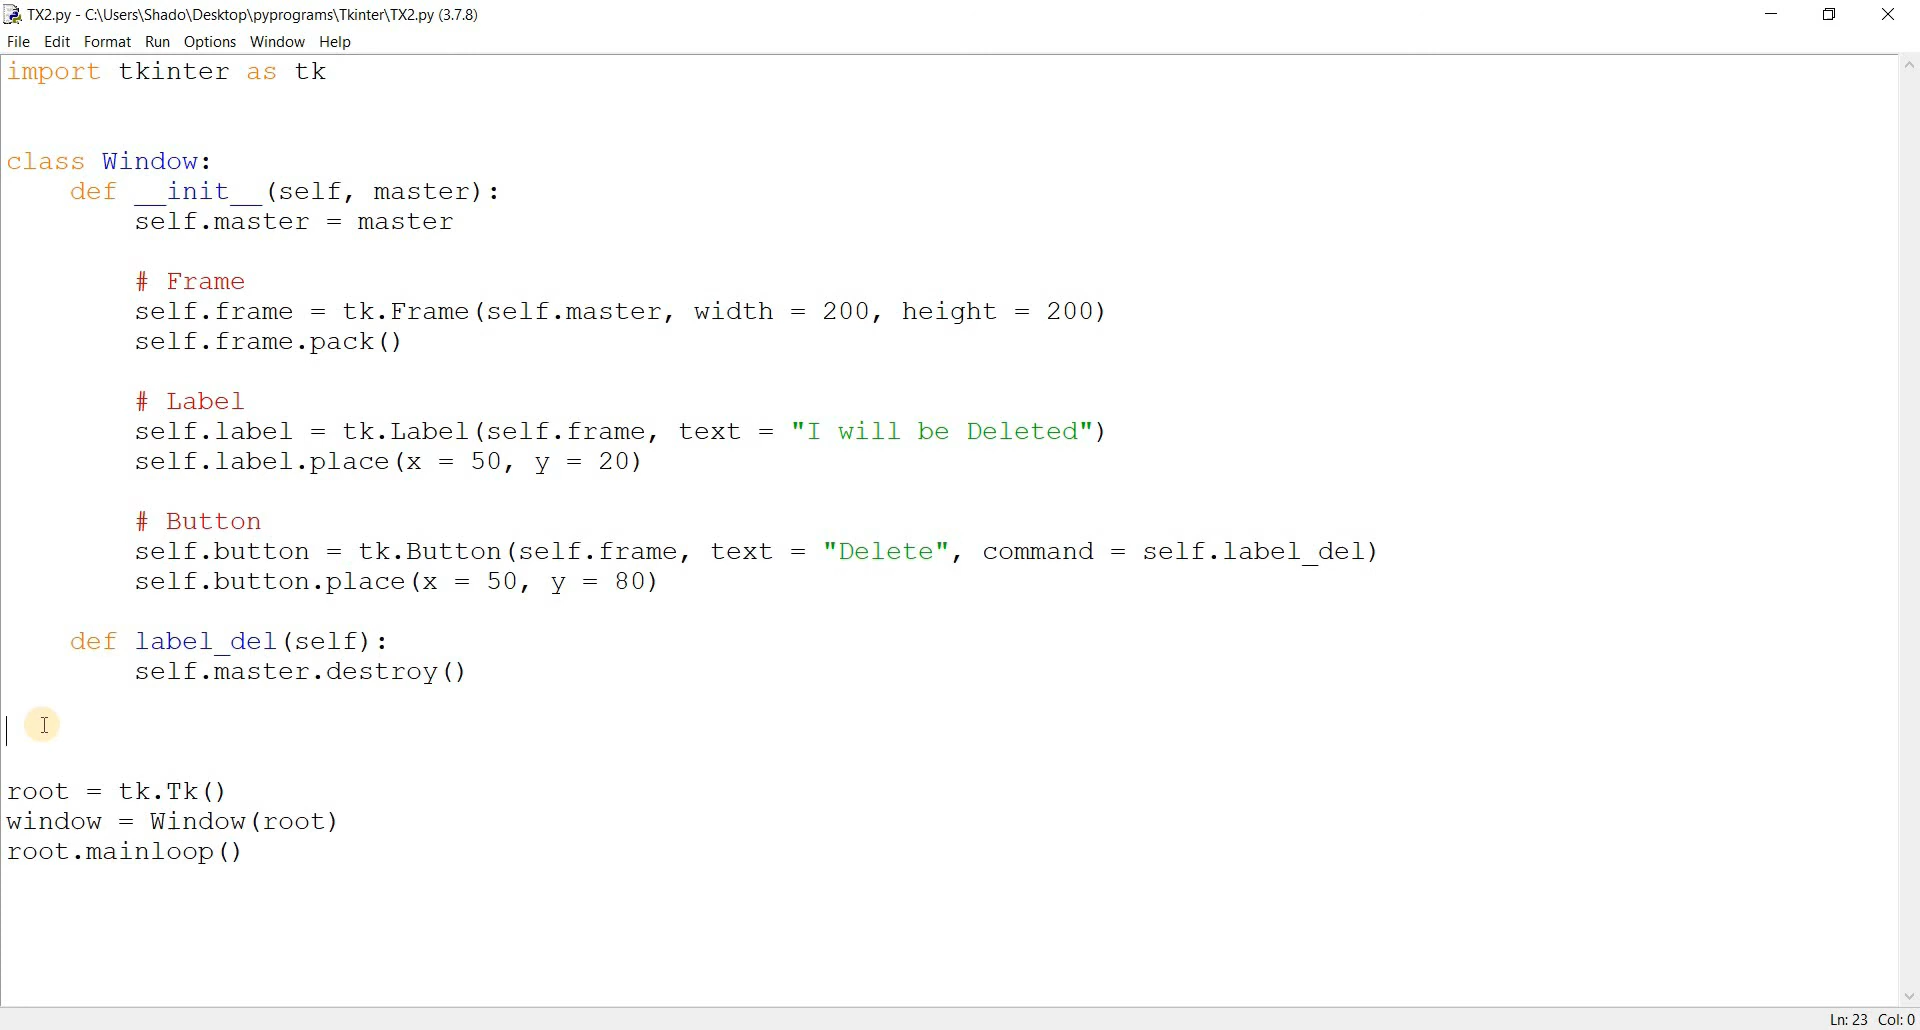 TX2.py - C:\Users\Shado\Desktop\pyprograms\Tkinter\TX2.py (3.7.8)
File Edit Format Run Options Window Help
import tkinter as tk
class Window:
    def __init__(self, master):
        self.master = master
        # Frame
        self.frame = tk.Frame(self.master, width = 200, height = 200)
        self.frame.pack()
        # Label
        self.label = tk.Label(self.frame, text = "I will be Deleted")
        self.label.place(x = 50, y = 20)
        # Button
        self.button = tk.Button(self.frame, text = "Delete", command = self.label_del)
        self.button.place(x = 50, y = 80)
    def label_del(self):
        self.master.destroy()
root = tk.Tk()
window = Window(root)
root.mainloop()
Ln: 23 Col: 0